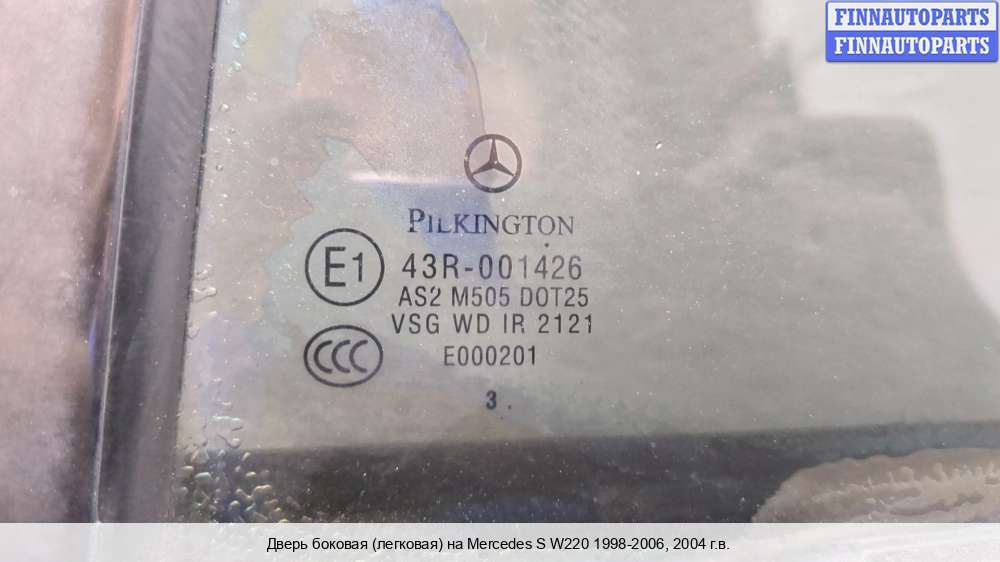 FINNAUTOPARTS
FINNAUTOPARTS
PILKINGTON
E1
43R-001426
AS2 M505 DOT25
VSG WD IR 2121
CCC
E000201
3 .
Дверь боковая (легковая) на Mercedes S W220 1998-2006, 2004 г.в.